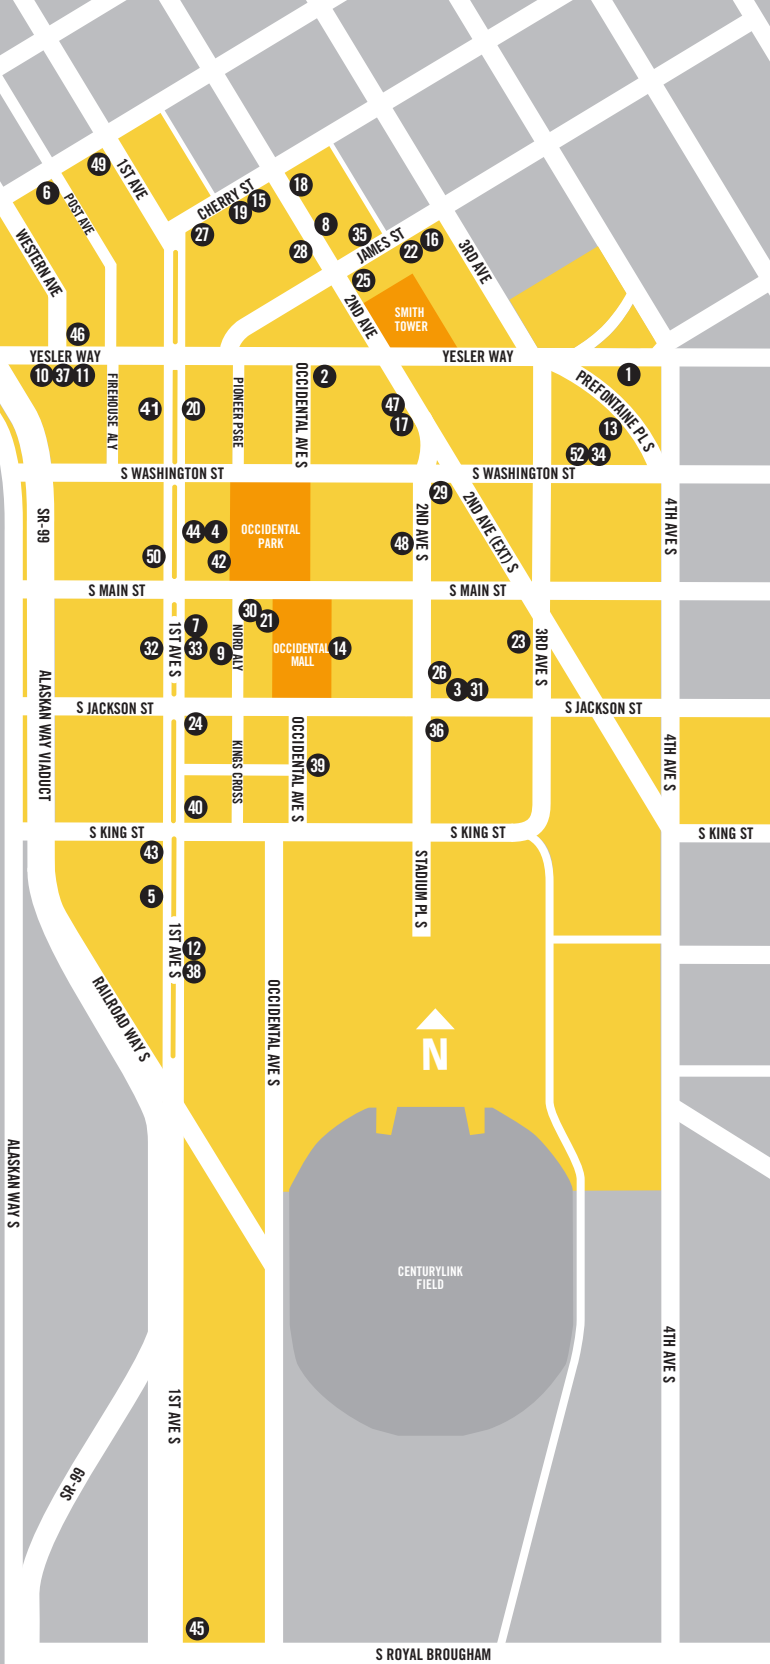 49
1ST AVE
6
POST AVE
18
CHERRY ST
15
19
8
27
35
JAMES ST
16
22
28
WESTERN AVE
3RD AVE
25
2ND AVE
SMITH
TOWER
46
YESLER WAY
YESLER WAY
10
37
11
FIREHOUSE ALY
41
20
PIONEER PSGE
OCCIDENTAL AVE S
2
47
17
1
PREFONTAINE PL S
13
52
34
S WASHINGTON ST
S WASHINGTON ST
SR-99
29
2ND AVE S
2ND AVE (EXT) S
4TH AVE S
44
4
OCCIDENTAL
PARK
50
42
48
S MAIN ST
S MAIN ST
30
21
7
1ST AVE S
32
33
9
NORD ALY
OCCIDENTAL
MALL
14
23
3RD AVE S
26
3
31
ALASKAN WAY VIADUCT
S JACKSON ST
S JACKSON ST
24
KINGS CROSS
OCCIDENTAL AVE S
36
39
4TH AVE S
40
S KING ST
S KING ST
S KING ST
43
STADIUM PL S
5
1ST AVE S
12
38
RAILROAD WAY S
OCCIDENTAL AVE S
N
ALASKAN WAY S
CENTURYLINK
FIELD
4TH AVE S
1ST AVE S
SR-99
45
S ROYAL BROUGHAM